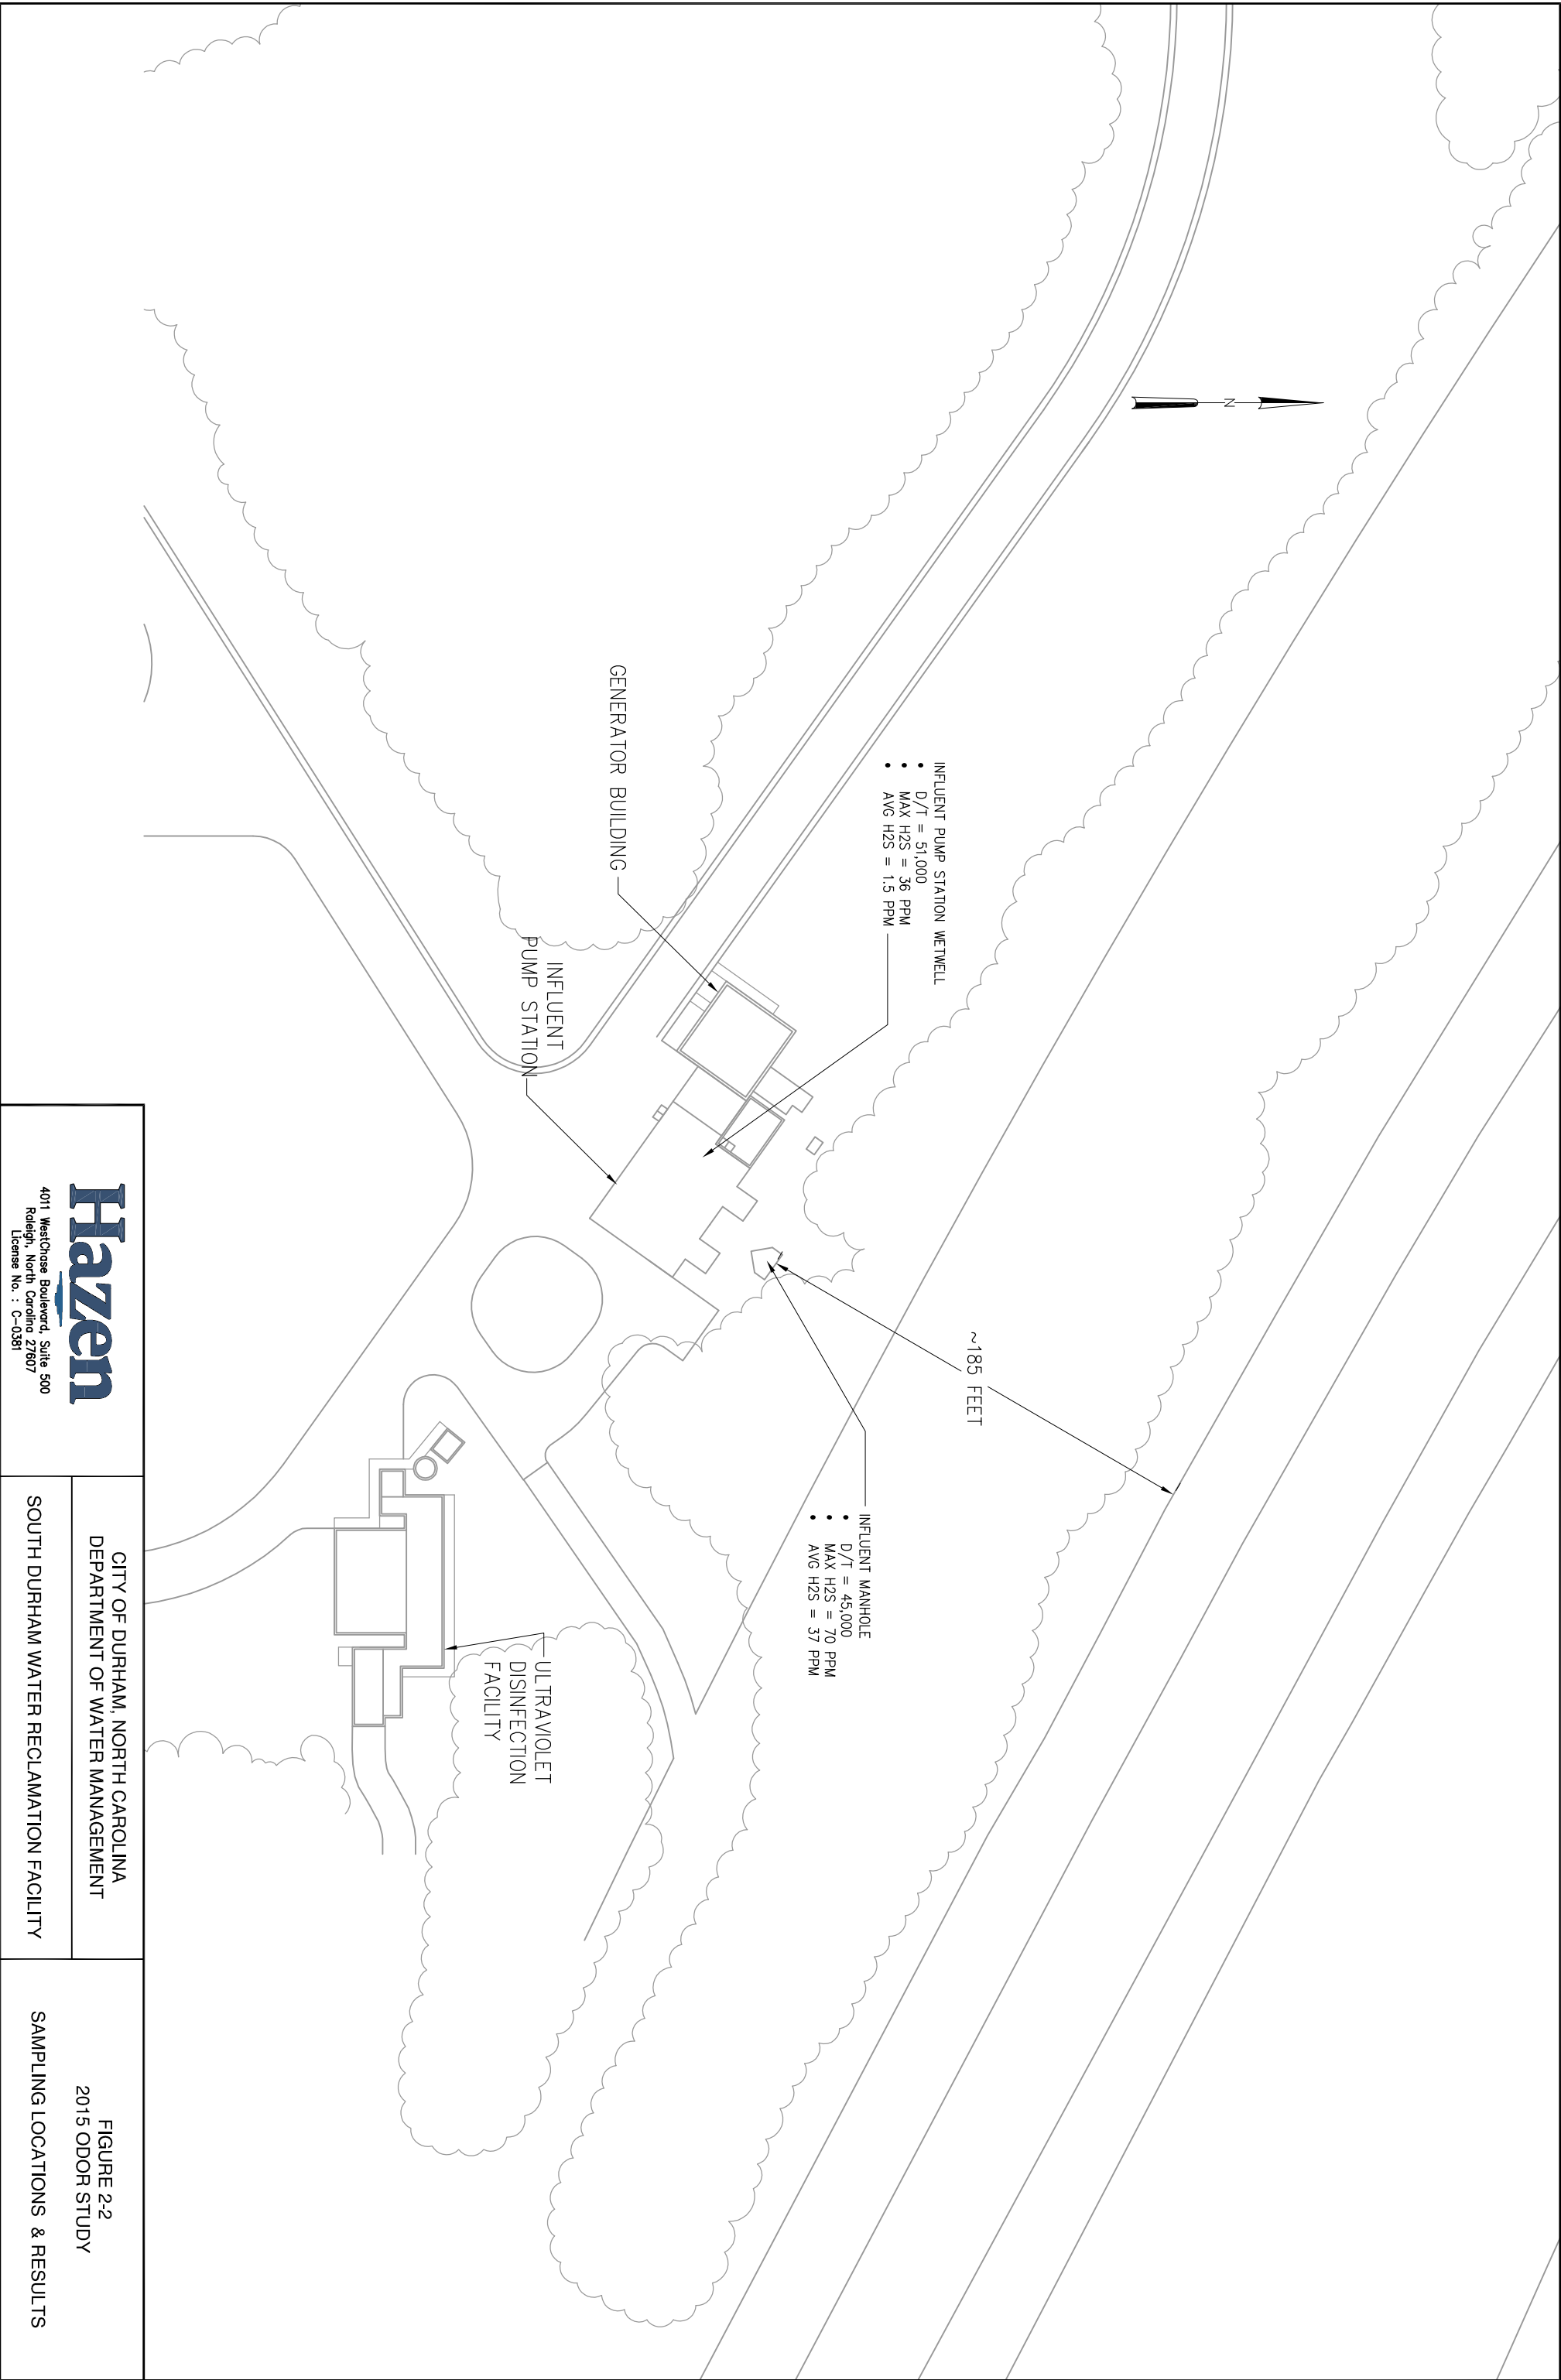 INFLUENT PUMP STATION WETWELL
• D/T = 51,000
• MAX H2S = 36 PPM
• AVG H2S = 1.5 PPM
GENERATOR BUILDING
INFLUENT
PUMP STATION
N
~185 FEET
INFLUENT MANHOLE
• D/T = 45,000
• MAX H2S = 70 PPM
• AVG H2S = 37 PPM
ULTRAVIOLET
DISINFECTION
FACILITY
Hazen
4011 WestChase Boulevard, Suite 500
Raleigh, North Carolina 27607
License No. : C-0381
CITY OF DURHAM, NORTH CAROLINA
DEPARTMENT OF WATER MANAGEMENT
SOUTH DURHAM WATER RECLAMATION FACILITY
FIGURE 2-2
2015 ODOR STUDY
SAMPLING LOCATIONS & RESULTS